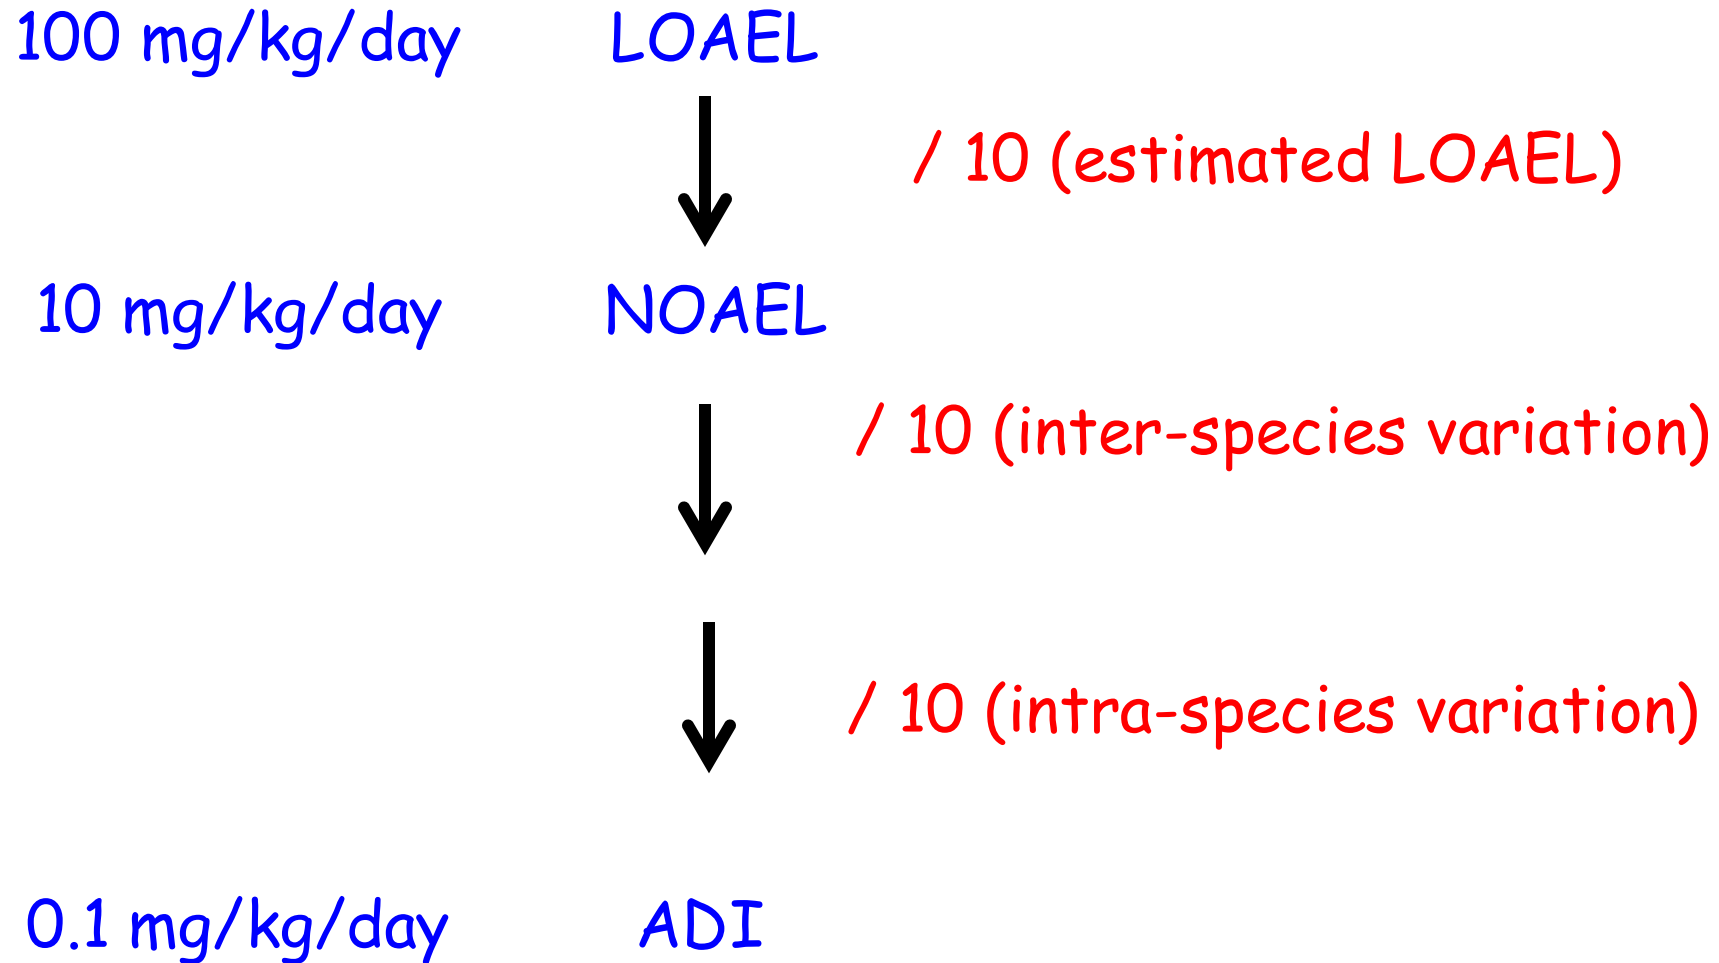 100 mg/kg/day LOAEL
/ 10 (estimated LOAEL)
10 mg/kg/day NOAEL
/ 10 (inter-species variation)
/ 10 (intra-species variation)
0.1 mg/kg/day ADI